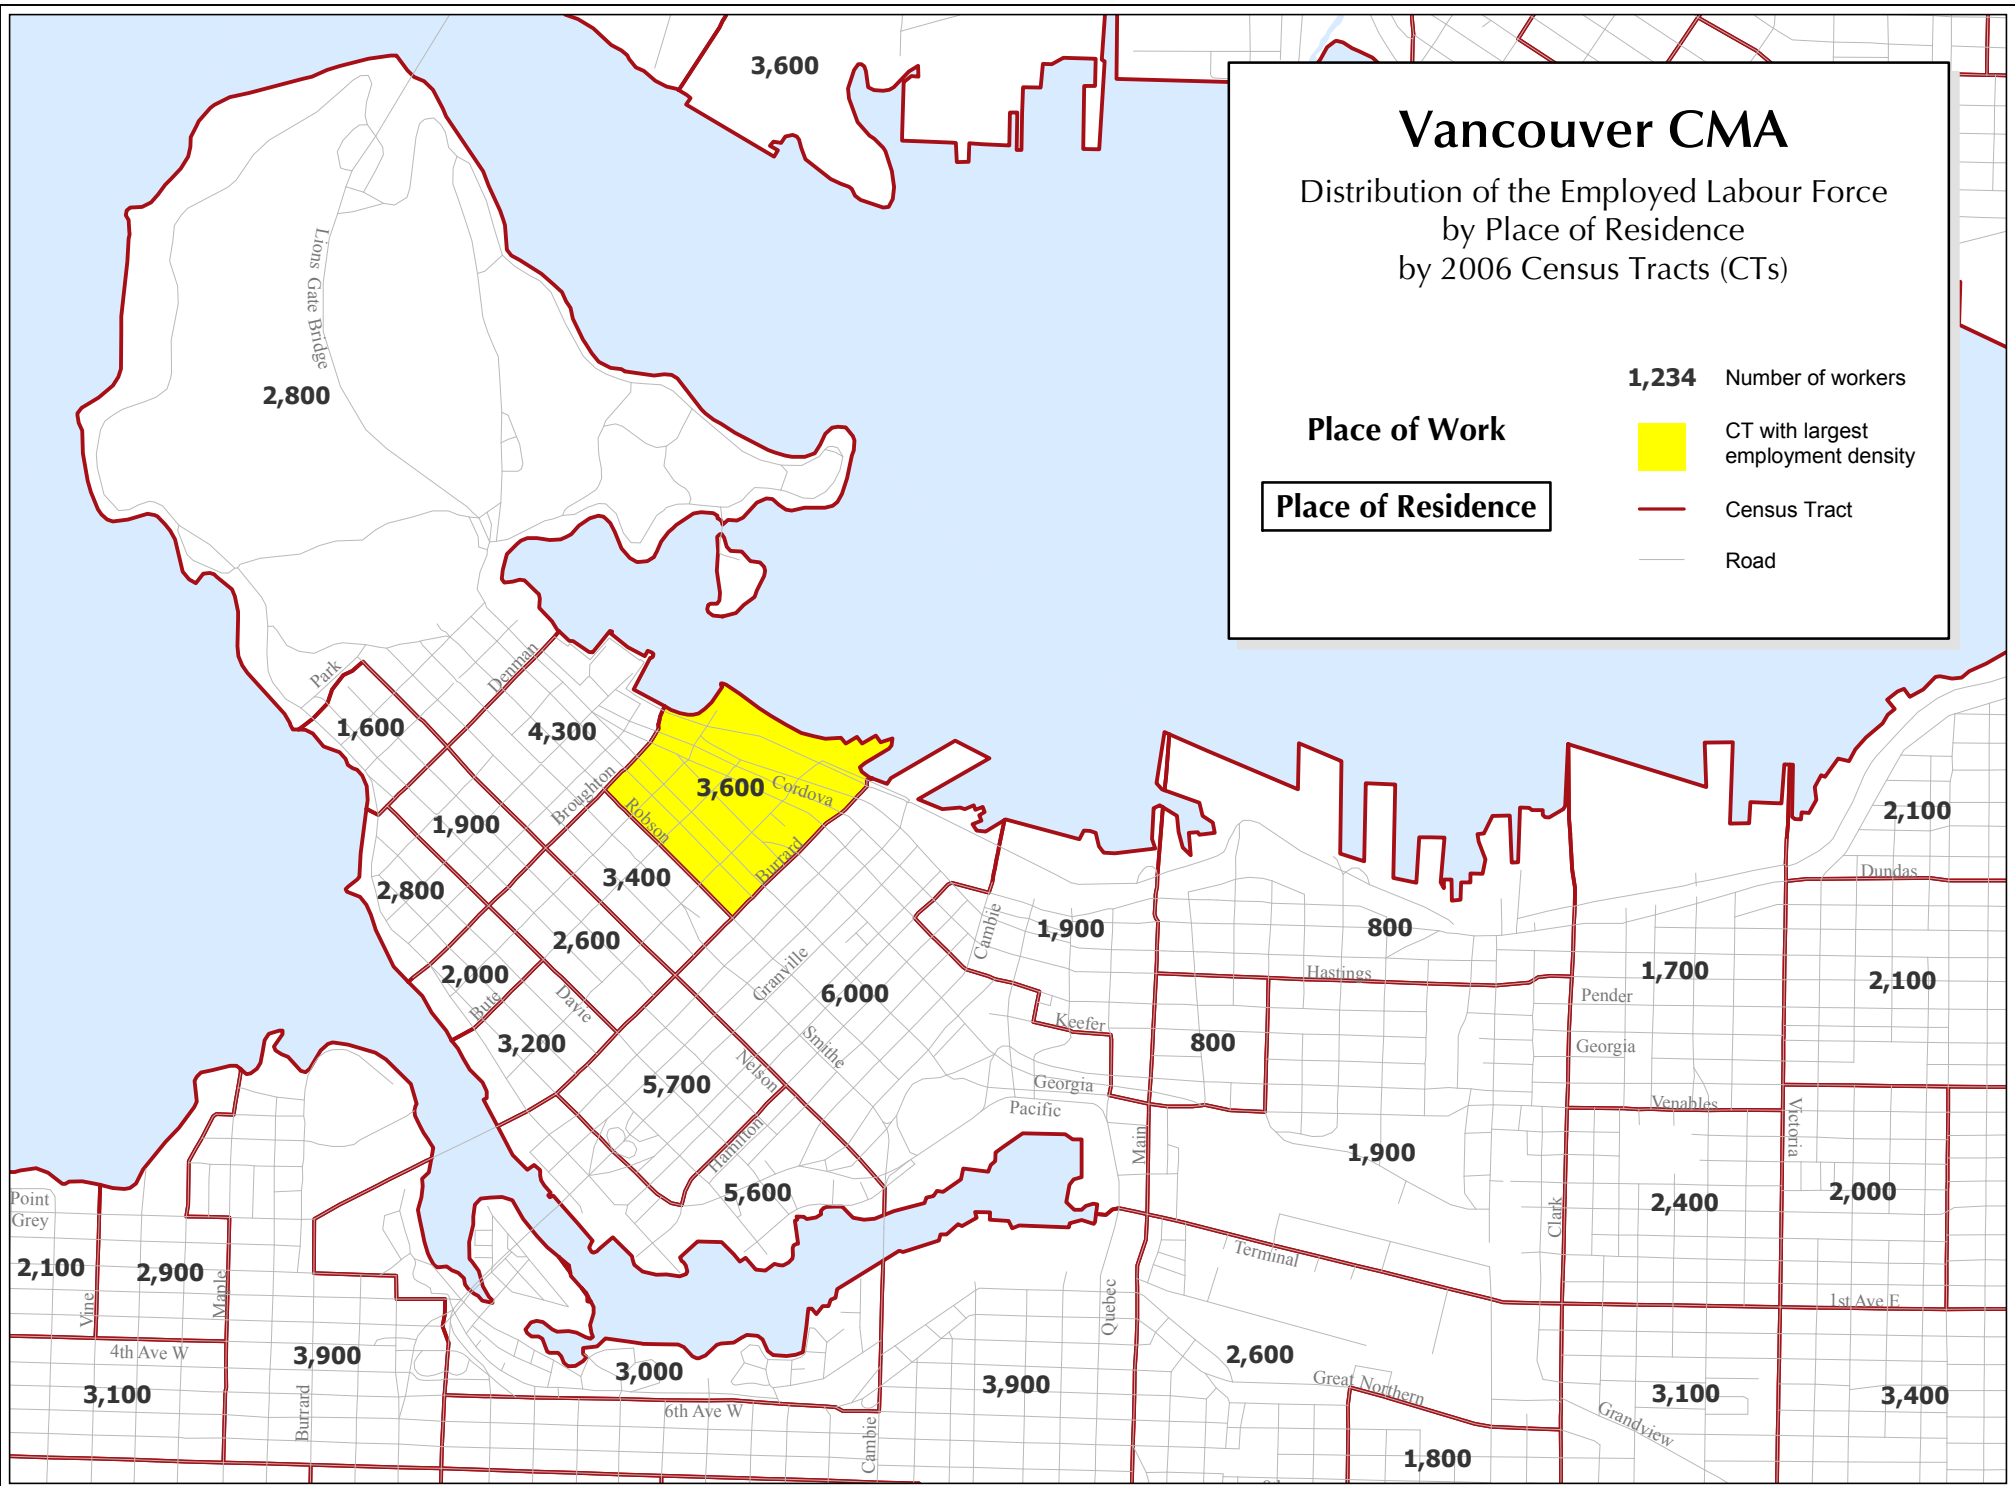 3,600
Vancouver CMA
Distribution of the Employed Labour Force
by Place of Residence
by 2006 Census Tracts (CTs)
1,234 Number of workers
Place of Work
CT with largest
employment density
Place of Residence
Census Tract
Road
Lions Gate Bridge
2,800
Park
Denman
1,600
4,300
3,600
Cordova
Broughton
Robson
1,900
2,100
Burrard
3,400
2,800
Dundas
Cambie
1,900
800
2,600
2,000
Granville
Hastings
1,700
2,100
6,000
Pender
Bute
Davie
Keefer
3,200
Smithe
800
Georgia
Nelson
5,700
Georgia
Pacific
Venables
Victoria
Hamilton
Main
1,900
5,600
Point
Grey
Clark
2,400
2,000
Terminal
2,100
2,900
Vine
Maple
Quebec
1st Ave E
4th Ave W
3,900
3,000
3,900
2,600
3,100
Burrard
6th Ave W
Great Northern
3,100
3,400
Grandview
Cambie
1,800